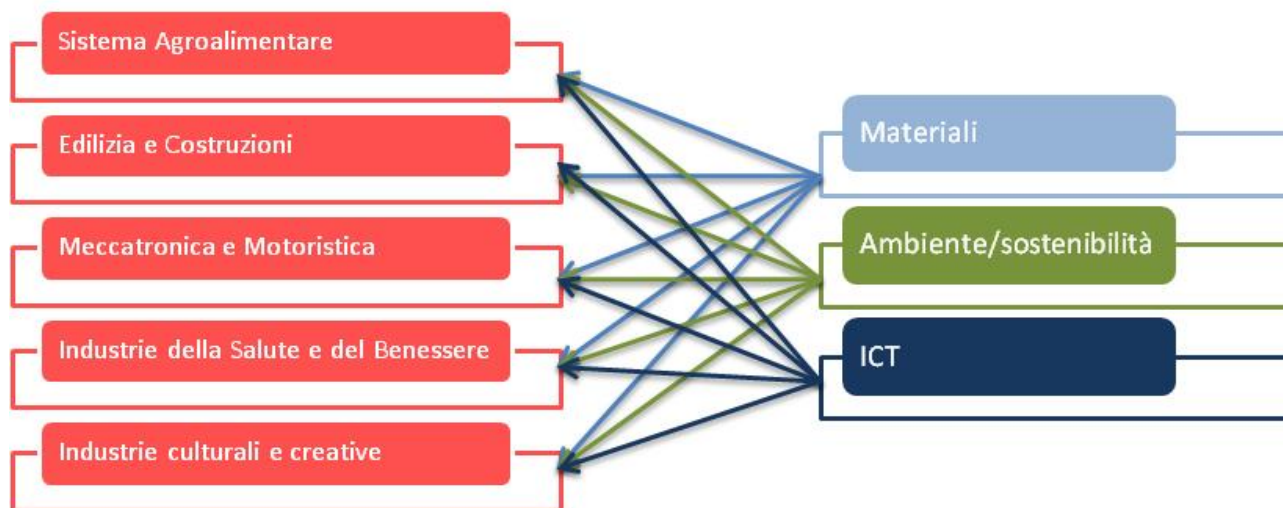 Sistema Agroalimentare
Edilizia e Costruzioni
Meccatronica e Motoristica
Industrie della Salute e del Benessere
Industrie culturali e creative
Materiali
Ambiente/sostenibilità
ICT